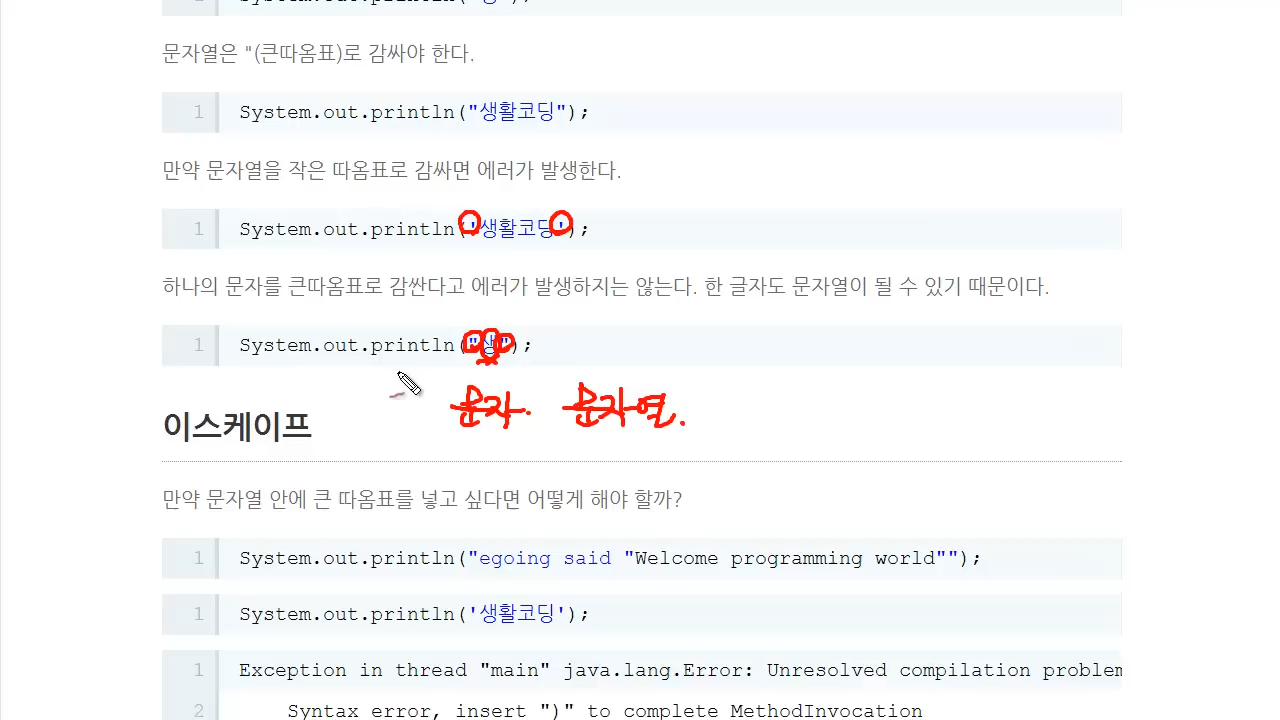 문자열은 "(큰따옴표)로 감싸야 한다.
1 System.out.println("생활코딩");
만약 문자열을 작은 따옴표로 감싸면 에러가 발생한다.
1 System.out.println('생활코딩');
하나의 문자를 큰따옴표로 감싼다고 에러가 발생하지는 않는다. 한 글자도 문자열이 될 수 있기 때문이다.
1 System.out.println("생");
문자. 문자열.
이스케이프
만약 문자열 안에 큰 따옴표를 넣고 싶다면 어떻게 해야 할까?
1 System.out.println("egoing said "Welcome programming world"");
1 System.out.println('생활코딩');
1 Exception in thread "main" java.lang.Error: Unresolved compilation problem
2 Syntax error, insert ")" to complete MethodInvocation